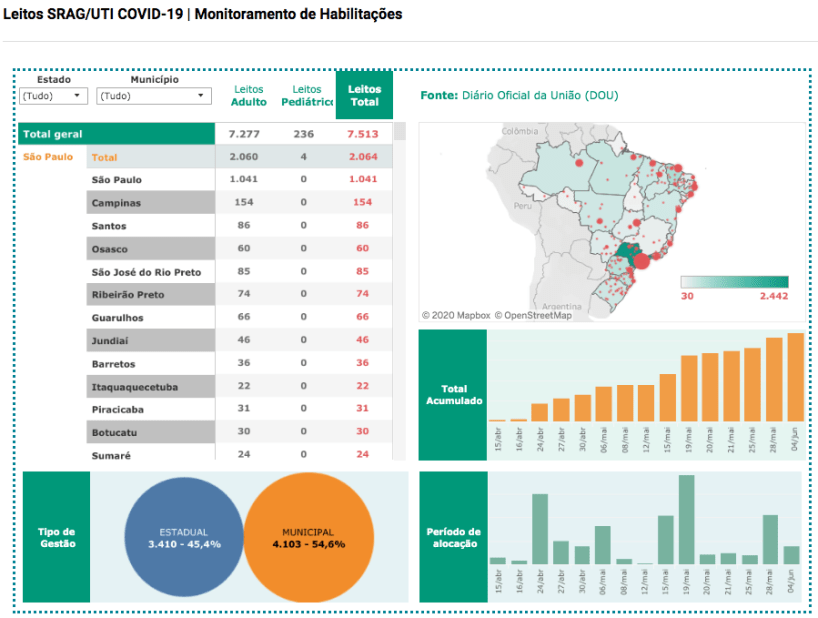 Leitos SRAG/UTI COVID-19 | Monitoramento de Habilitações
Estado
Município
(Tudo)
(Tudo)
Leitos Adulto
Leitos Pediátrico
Leitos Total
Fonte: Diário Oficial da União (DOU)
Total geral 7.277 236 7.513
São Paulo Total 2.060 4 2.064
São Paulo 1.041 0 1.041
Campinas 154 0 154
Santos 86 0 86
Osasco 60 0 60
São José do Rio Preto 85 0 85
Ribeirão Preto 74 0 74
Guarulhos 66 0 66
Jundiaí 46 0 46
Barretos 36 0 36
Itaquaquecetuba 22 0 22
Piracicaba 31 0 31
Botucatu 30 0 30
Sumaré 24 0 24
Colômbia
Peru
Argentina
30 2.442
© 2020 Mapbox © OpenStreetMap
Total
Acumulado
15/abr 16/abr 24/abr 27/abr 30/abr 06/mai 08/mai 12/mai 15/mai 19/mai 20/mai 21/mai 25/mai 28/mai 04/jun
Tipo de
Gestão
ESTADUAL
3.410 - 45,4%
MUNICIPAL
4.103 - 54,6%
Período de
alocação
15/abr 16/abr 24/abr 27/abr 30/abr 06/mai 08/mai 12/mai 15/mai 19/mai 20/mai 21/mai 25/mai 28/mai 04/jun